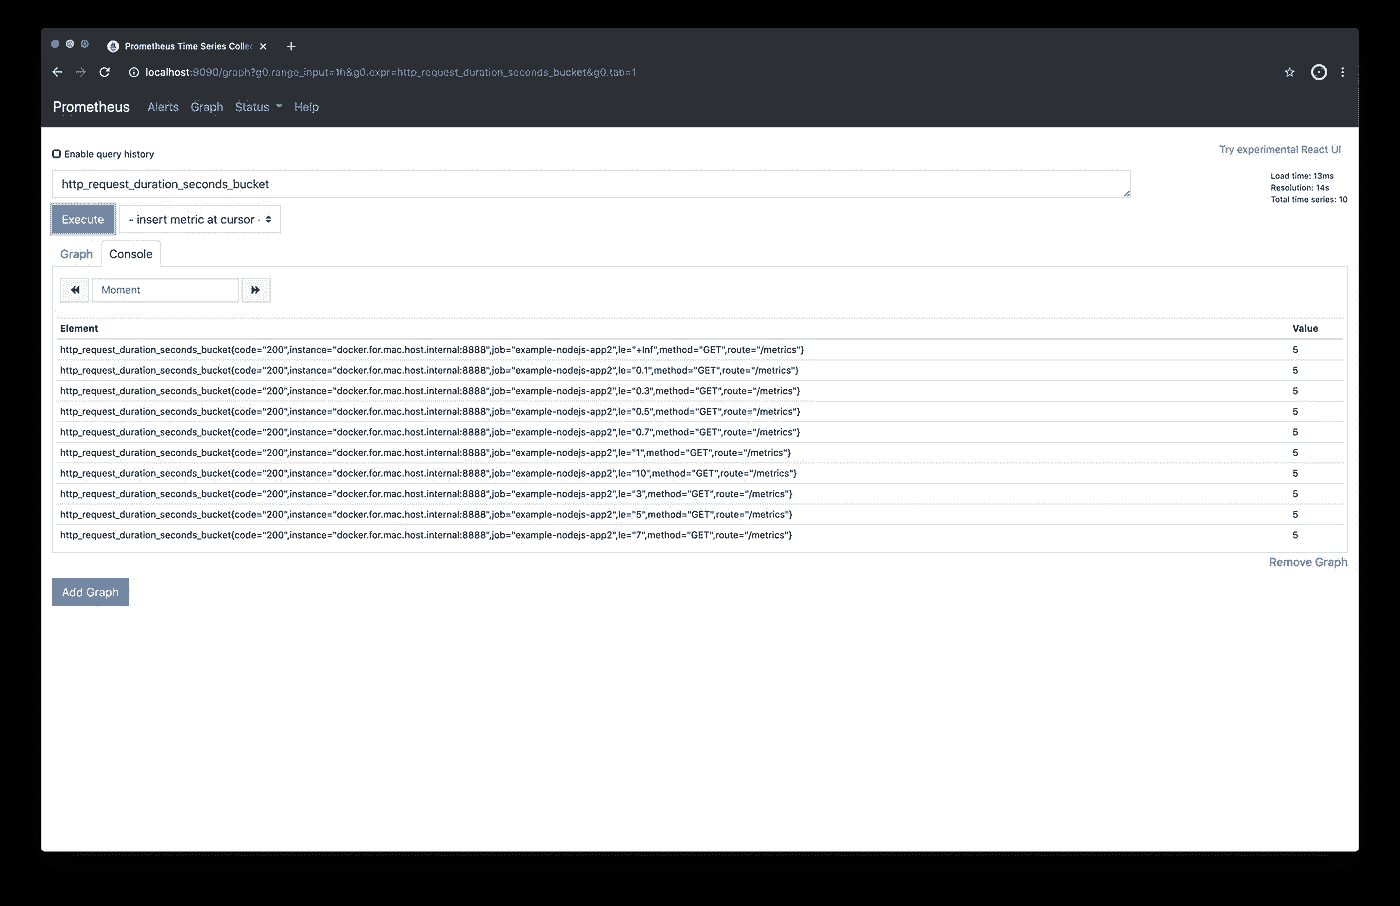 Prometheus Time Series Collec
localhost:9090/graph?g0.range_input=1h&g0.expr=http_request_duration_seconds_bucket&g0.tab=1
Prometheus Alerts Graph Status Help
Enable query history
Try experimental React UI
http_request_duration_seconds_bucket
Load time: 13ms
Resolution: 14s
Total time series: 10
Execute
- insert metric at cursor -
Graph Console
Moment
Element Value
http_request_duration_seconds_bucket{code="200",instance="docker.for.mac.host.internal:8888",job="example-nodejs-app2",le="+Inf",method="GET",route="/metrics"} 5
http_request_duration_seconds_bucket{code="200",instance="docker.for.mac.host.internal:8888",job="example-nodejs-app2",le="0.1",method="GET",route="/metrics"} 5
http_request_duration_seconds_bucket{code="200",instance="docker.for.mac.host.internal:8888",job="example-nodejs-app2",le="0.3",method="GET",route="/metrics"} 5
http_request_duration_seconds_bucket{code="200",instance="docker.for.mac.host.internal:8888",job="example-nodejs-app2",le="0.5",method="GET",route="/metrics"} 5
http_request_duration_seconds_bucket{code="200",instance="docker.for.mac.host.internal:8888",job="example-nodejs-app2",le="0.7",method="GET",route="/metrics"} 5
http_request_duration_seconds_bucket{code="200",instance="docker.for.mac.host.internal:8888",job="example-nodejs-app2",le="1",method="GET",route="/metrics"} 5
http_request_duration_seconds_bucket{code="200",instance="docker.for.mac.host.internal:8888",job="example-nodejs-app2",le="10",method="GET",route="/metrics"} 5
http_request_duration_seconds_bucket{code="200",instance="docker.for.mac.host.internal:8888",job="example-nodejs-app2",le="3",method="GET",route="/metrics"} 5
http_request_duration_seconds_bucket{code="200",instance="docker.for.mac.host.internal:8888",job="example-nodejs-app2",le="5",method="GET",route="/metrics"} 5
http_request_duration_seconds_bucket{code="200",instance="docker.for.mac.host.internal:8888",job="example-nodejs-app2",le="7",method="GET",route="/metrics"} 5
Remove Graph
Add Graph